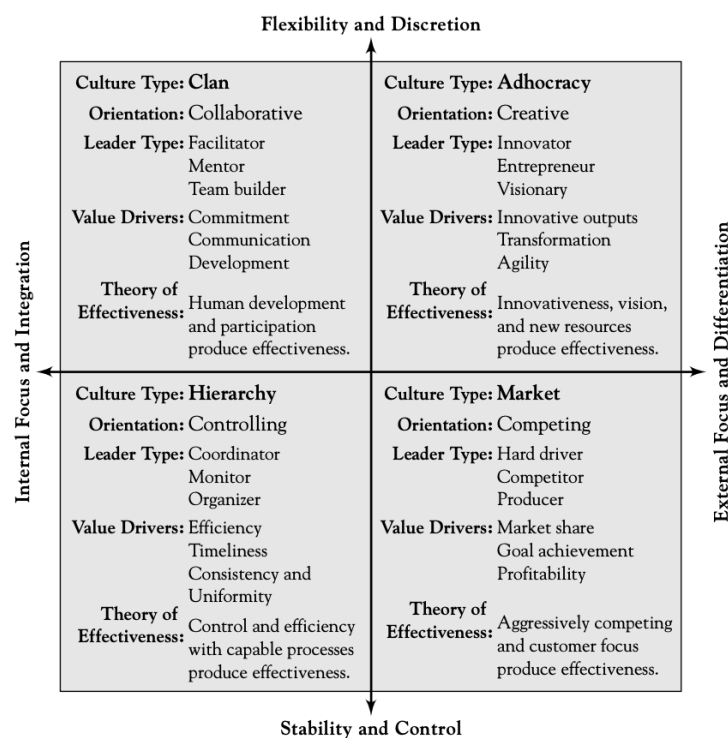 Flexibility and Discretion
Culture Type: Clan
Orientation: Collaborative
Leader Type: Facilitator
Mentor
Team builder
Value Drivers: Commitment
Communication
Development
Theory of
Effectiveness: Human development
and participation
produce effectiveness.
Culture Type: Adhocracy
Orientation: Creative
Leader Type: Innovator
Entrepreneur
Visionary
Value Drivers: Innovative outputs
Transformation
Agility
Theory of
Effectiveness: Innovativeness, vision,
and new resources
produce effectiveness.
Internal Focus and Integration
External Focus and Differentiation
Culture Type: Hierarchy
Orientation: Controlling
Leader Type: Coordinator
Monitor
Organizer
Value Drivers: Efficiency
Timeliness
Consistency and
Uniformity
Theory of
Effectiveness: Control and efficiency
with capable processes
produce effectiveness.
Culture Type: Market
Orientation: Competing
Leader Type: Hard driver
Competitor
Producer
Value Drivers: Market share
Goal achievement
Profitability
Theory of
Effectiveness: Aggressively competing
and customer focus
produce effectiveness.
Stability and Control